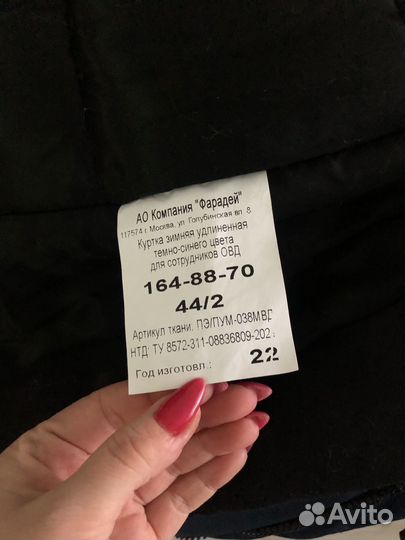 АО Компания "Фарадей"
117574 г. Москва, ул. Голубинская вл. 8
Куртка зимняя удлиненная
темно-синего цвета
для сотрудников ОВД
164-88-70
44/2
Артикул ткани: ПЭ/ПУМ-038МВД
НТД: ТУ 8572-311-08836809-202
Год изготовл.: 22
Avito